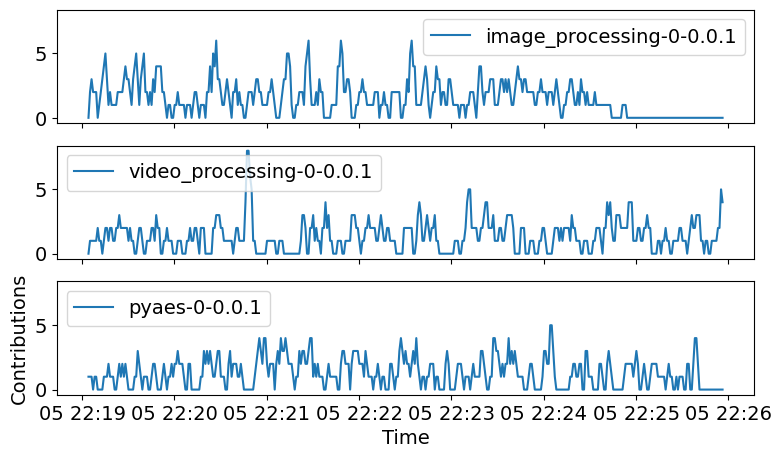 5
0
image_processing-0-0.0.1
5
0
video_processing-0-0.0.1
5
0
pyaes-0-0.0.1
Contributions
05 22:19 05 22:20 05 22:21 05 22:22 05 22:23 05 22:24 05 22:25 05 22:26
Time